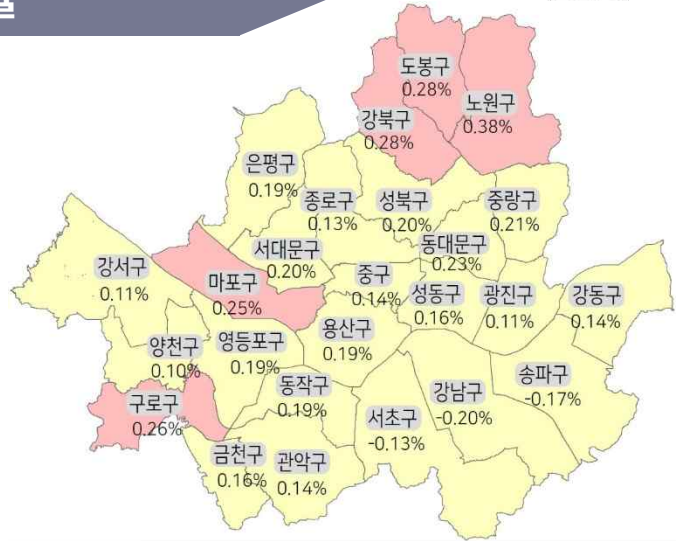 도봉구
0.28%
노원구
0.38%
강북구
0.28%
은평구
0.19%
종로구
0.13%
성북구
0.20%
중랑구
0.21%
서대문구
0.20%
동대문구
0.23%
강서구
0.11%
마포구
0.25%
중구
0.14%
성동구
0.16%
광진구
0.11%
강동구
0.14%
양천구
0.10%
영등포구
0.19%
용산구
0.19%
구로구
0.26%
동작구
0.19%
서초구
-0.13%
강남구
-0.20%
송파구
-0.17%
금천구
0.16%
관악구
0.14%